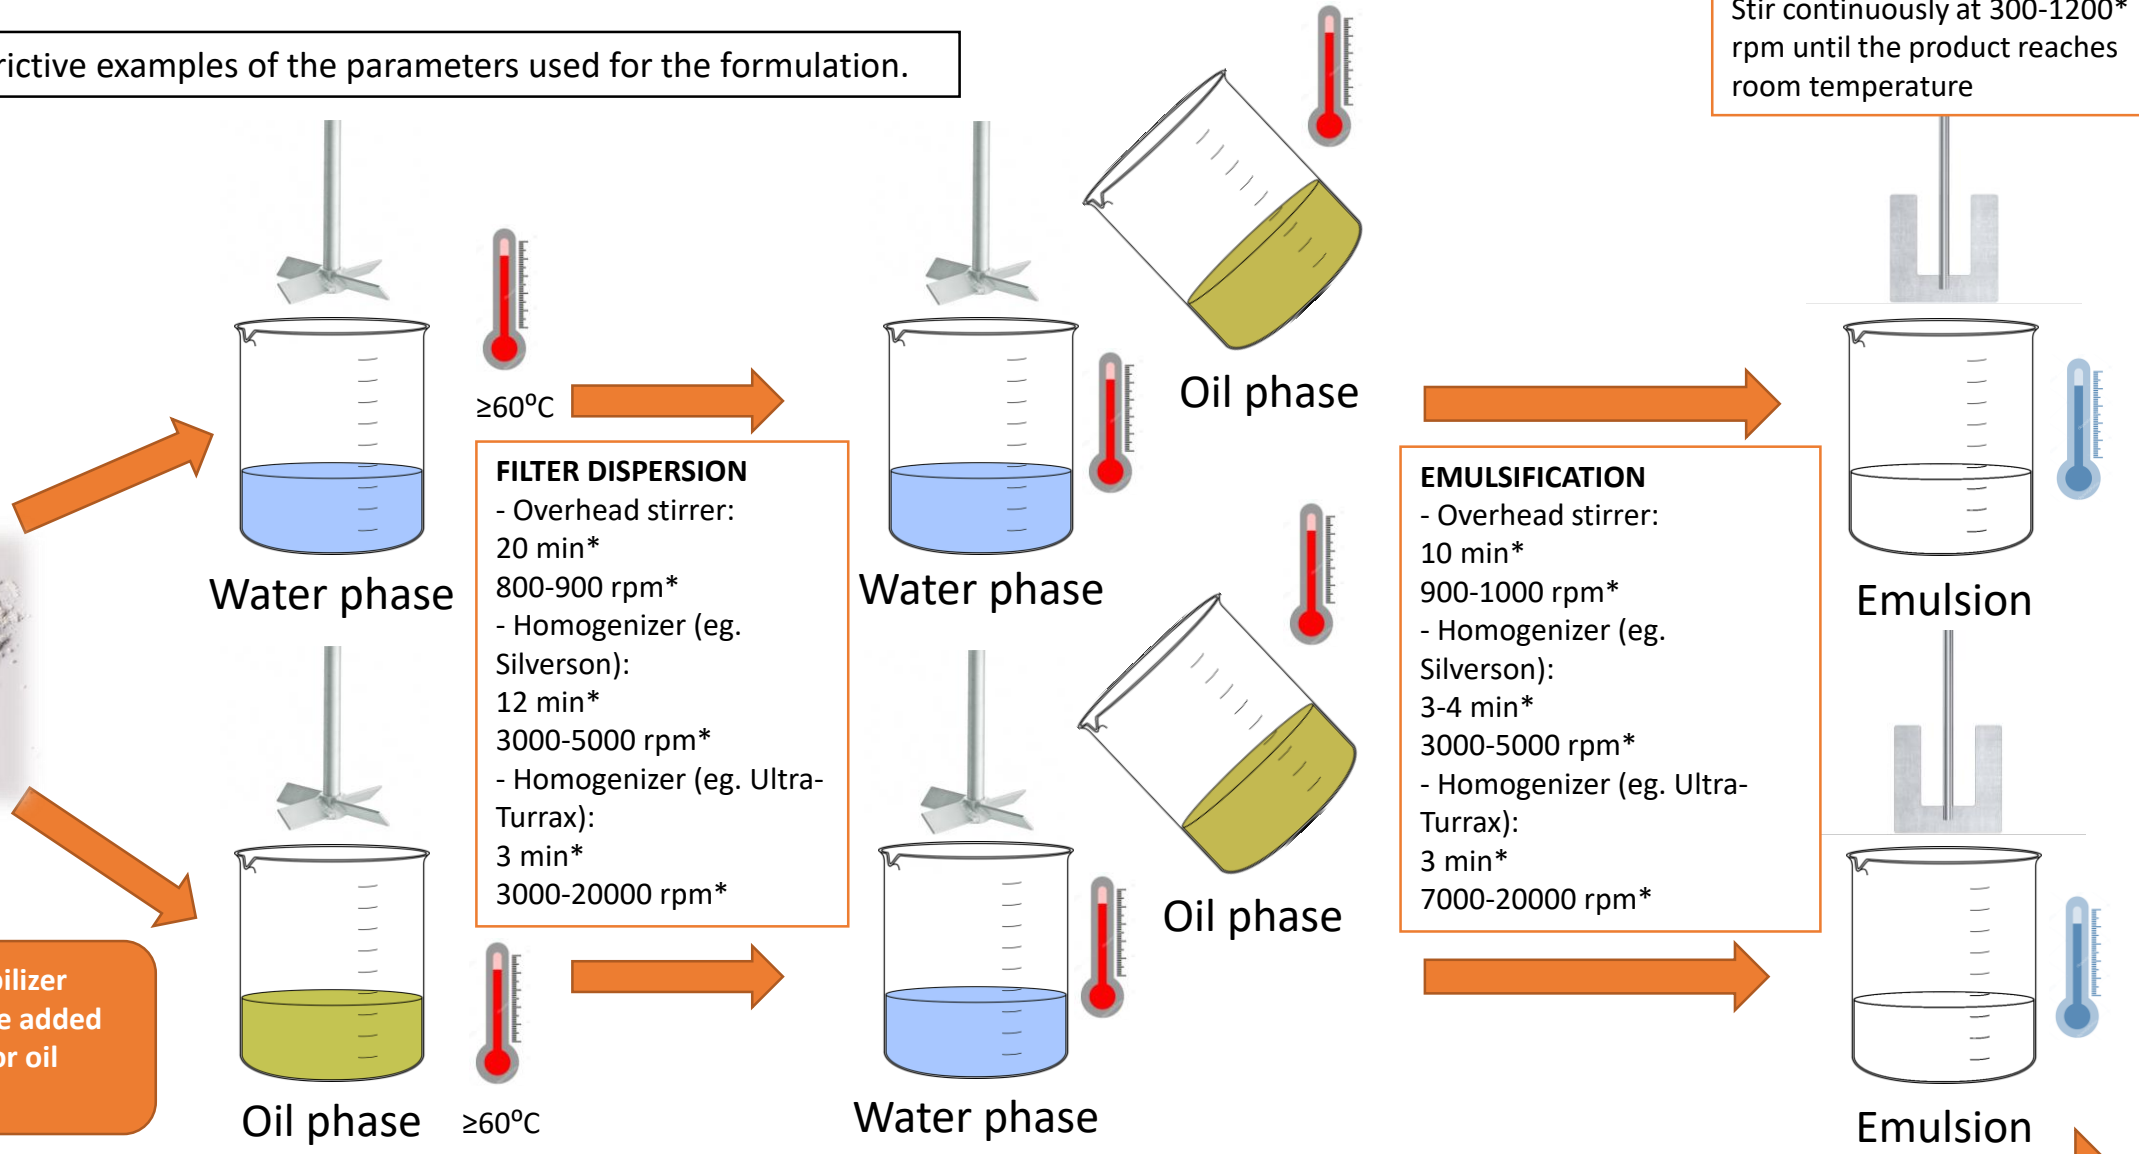 examples of the parameters used for the formulation.
Stir continuously at 300-1200*
rpm until the product reaches
room temperature
≥60ºC
Oil phase
FILTER DISPERSION
- Overhead stirrer:
20 min*
800-900 rpm*
- Homogenizer (eg.
Silverson):
12 min*
3000-5000 rpm*
- Homogenizer (eg. Ultra-
Turrax):
3 min*
3000-20000 rpm*
EMULSIFICATION
- Overhead stirrer:
10 min*
900-1000 rpm*
- Homogenizer (eg.
Silverson):
3-4 min*
3000-5000 rpm*
- Homogenizer (eg. Ultra-
Turrax):
3 min*
7000-20000 rpm*
Water phase
Water phase
Emulsion
Oil phase
added
or oil
Oil phase
≥60ºC
Water phase
Emulsion